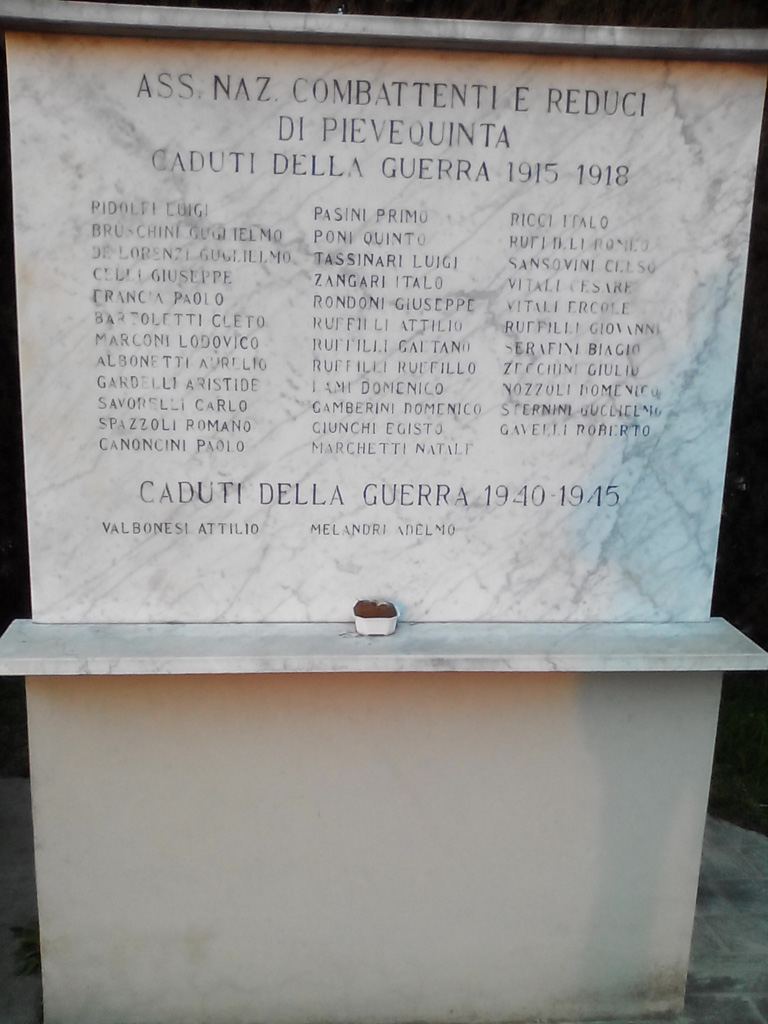 ASS. NAZ. COMBATTENTI E REDUCI
DI PIEVEQUINTA
CADUTI DELLA GUERRA 1915 1918
RIDOLFI LUIGI
BRUSCHINI GUGLIELMO
DE LORENZI GUGLIELMO
CELLI GIUSEPPE
FRANCIA PAOLO
BARTOLETTI CLETO
MARCONI LODOVICO
ALBONETTI AURELIO
GARDELLI ARISTIDE
SAVORELLI CARLO
SPAZZOLI ROMANO
CANONCINI PAOLO
PASINI PRIMO
PONI QUINTO
TASSINARI LUIGI
ZANGARI ITALO
RONDONI GIUSEPPE
RUFFILLI ATTILIO
RUFFILLI GAETANO
RUFFILLI RUFFILLO
LAMI DOMENICO
GAMBERINI DOMENICO
GIUNCHI EGISTO
MARCHETTI NATALE
RICCI ITALO
RUFFILLI ROMEO
SANSOVINI CELSO
VITALI CESARE
VITALI ERCOLE
RUFFILLI GIOVANNI
SERAFINI BIAGIO
ZECCHINI GIULIO
NOZZOLI DOMENICO
STERNINI GUGLIELMO
GAVELLI ROBERTO
CADUTI DELLA GUERRA 1940-1945
VALBONESI ATTILIO
MELANDRI ADELMO